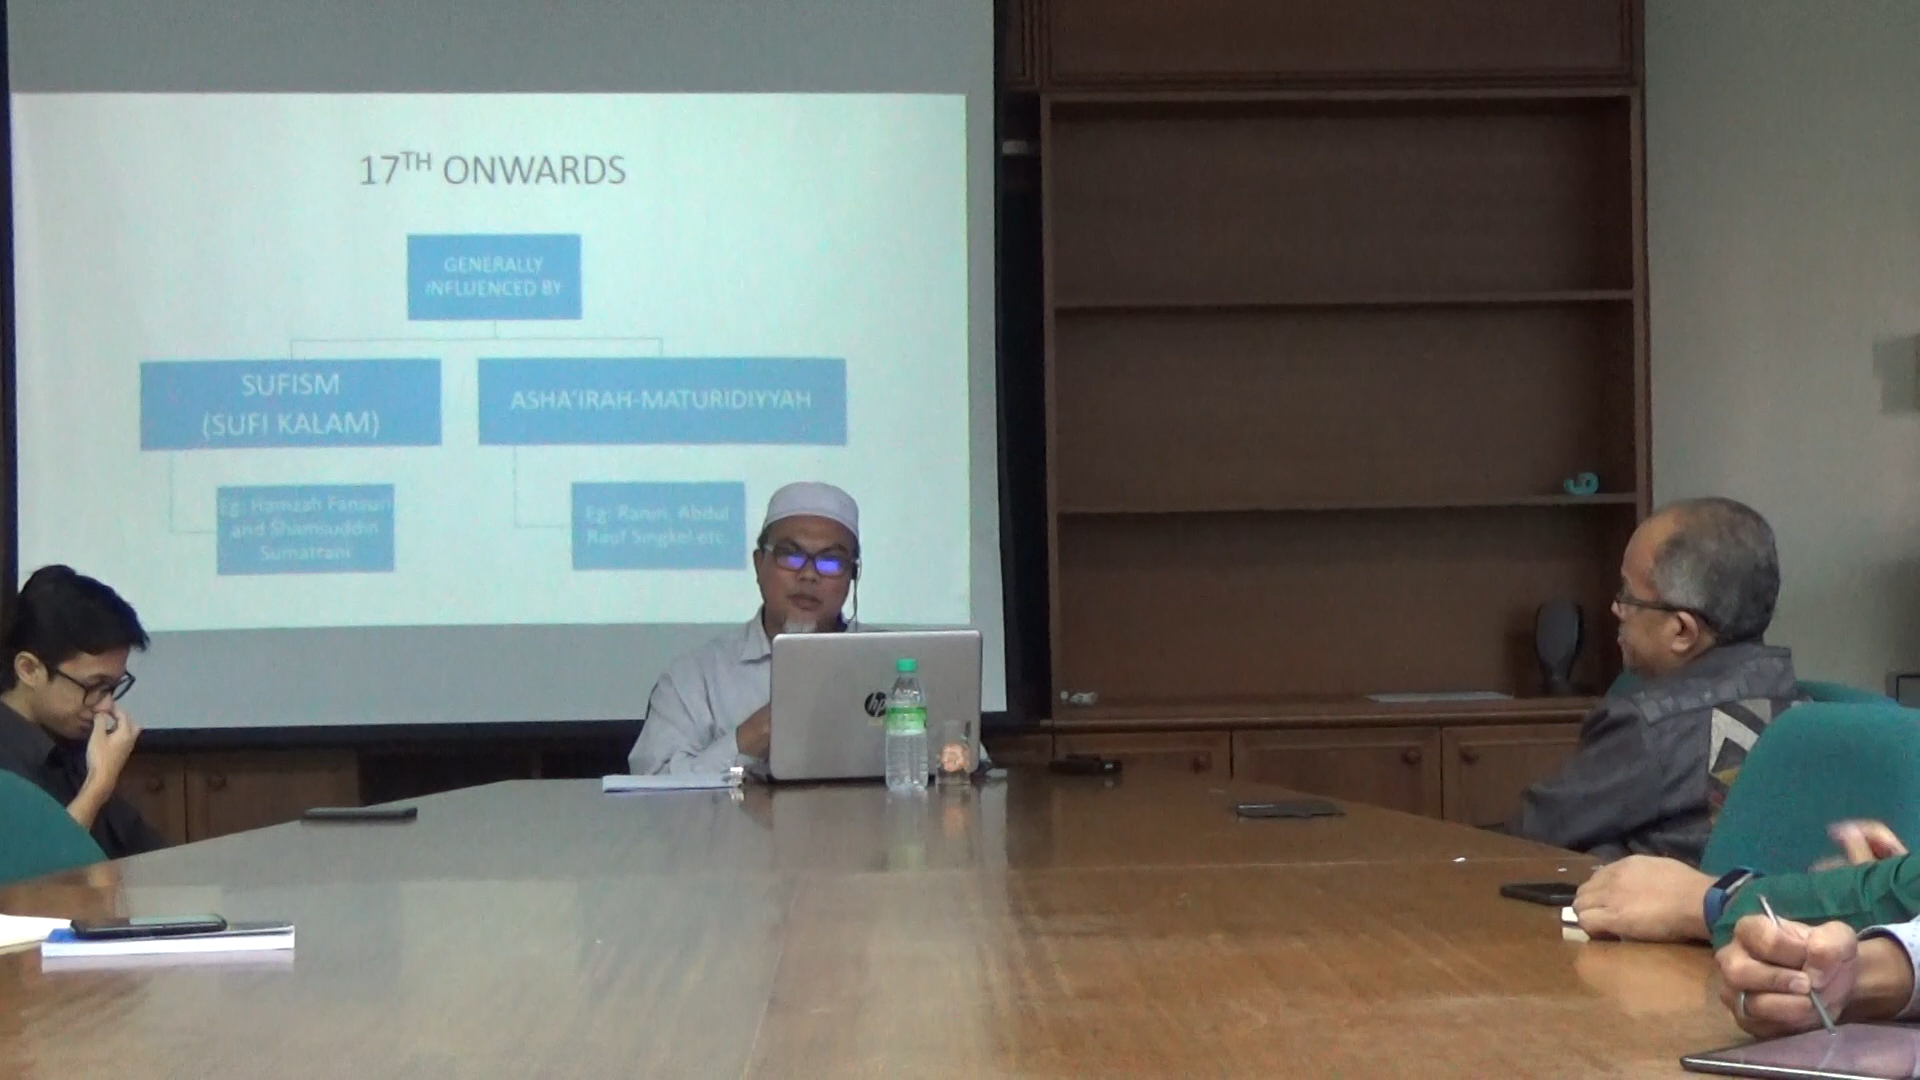 17TH ONWARDS
GENERALLY
INFLUENCED BY
SUFISM
(SUFI KALAM)
ASHA'IRAH-MATURIDIYYAH
Eg: Hamzah Fansuri
and Shamsuddin
Sumatrani
Eg: Raniri, Abdul
Rauf Singkel etc.
hp